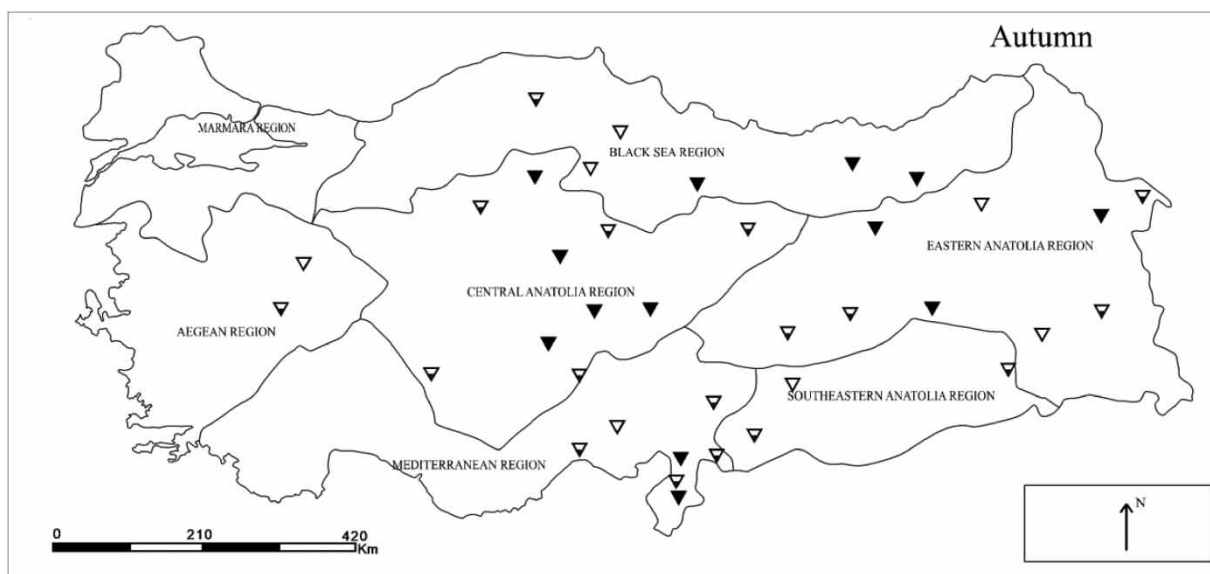 Autumn
MARMARA REGION
BLACK SEA REGION
EASTERN ANATOLIA REGION
CENTRAL ANATOLIA REGION
AEGEAN REGION
SOUTHEASTERN ANATOLIA REGION
MEDITERRANEAN REGION
N
0 210 420
Km